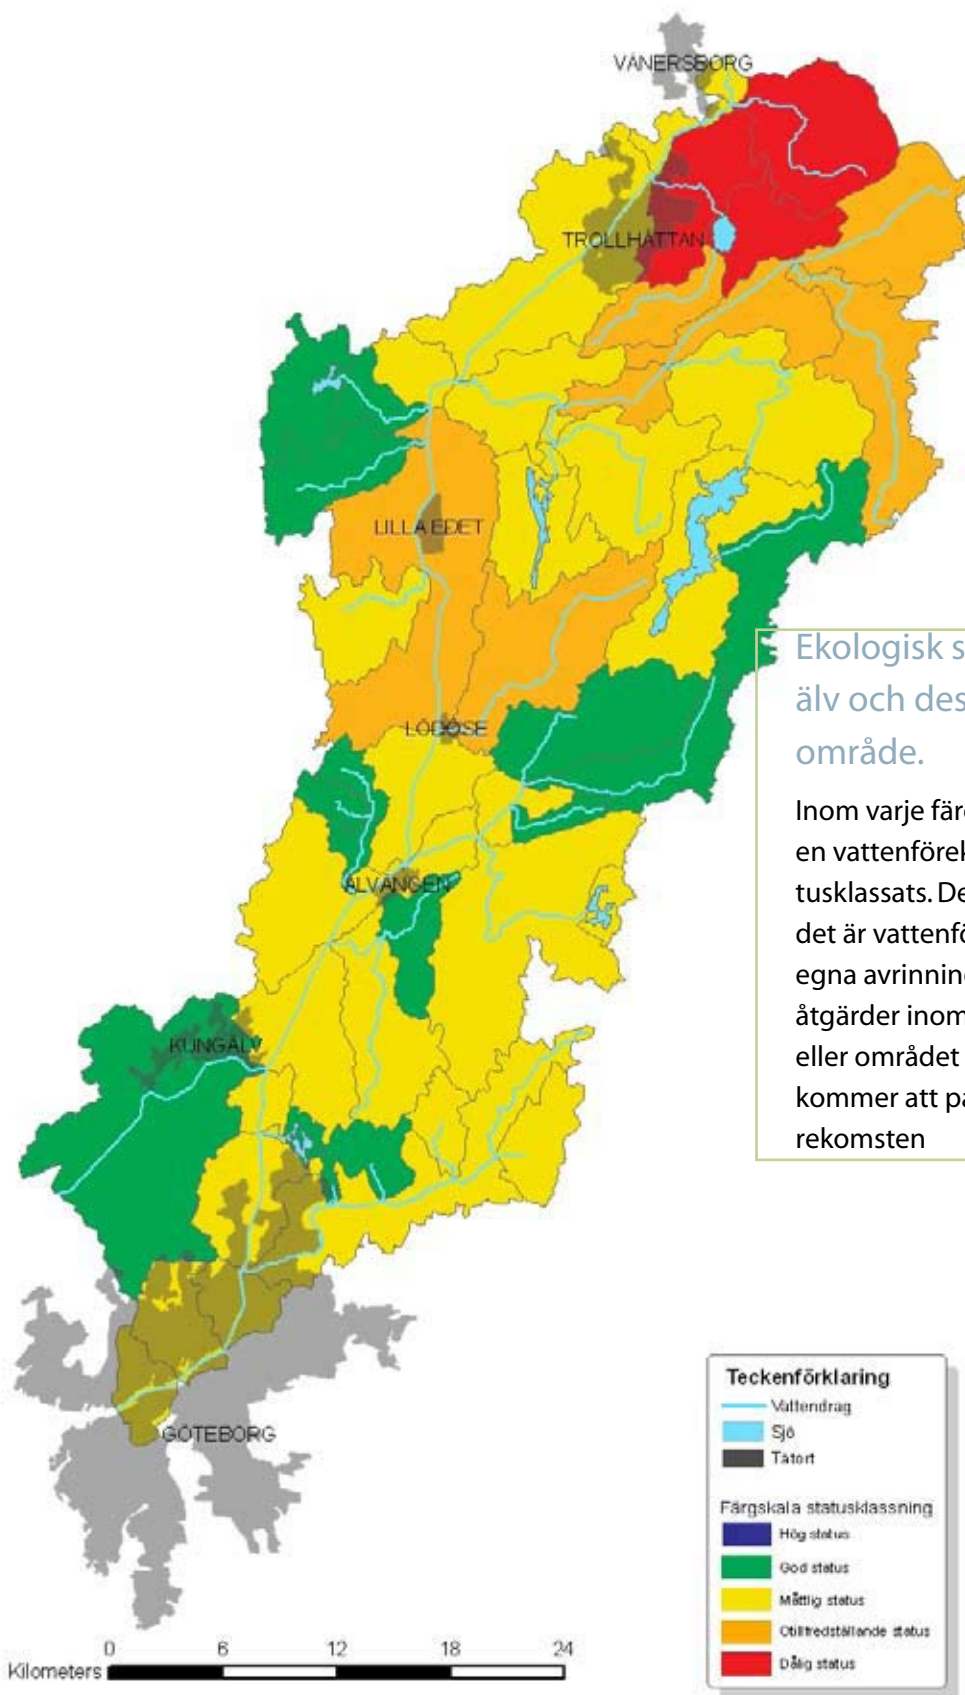 VÄNERSBORG
TROLLHÄTTAN
LILLA EDET
LÖDÖSE
ÄLVÄNGEN
KUNGÄLV
GÖTEBORG
Ekologisk s
älv och des
område.
Inom varje färg
en vattenförek
tusklassats. De
det är vattenfö
egna avrinning
åtgärder inom
eller området
kommer att på
rekomsten
Teckenförklaring
Vattendrag
Sjö
Tätort
Färgskala statusklassning
Hög status
God status
Måttlig status
Otillfredställande status
Dålig status
0 6 12 18 24
Kilometers